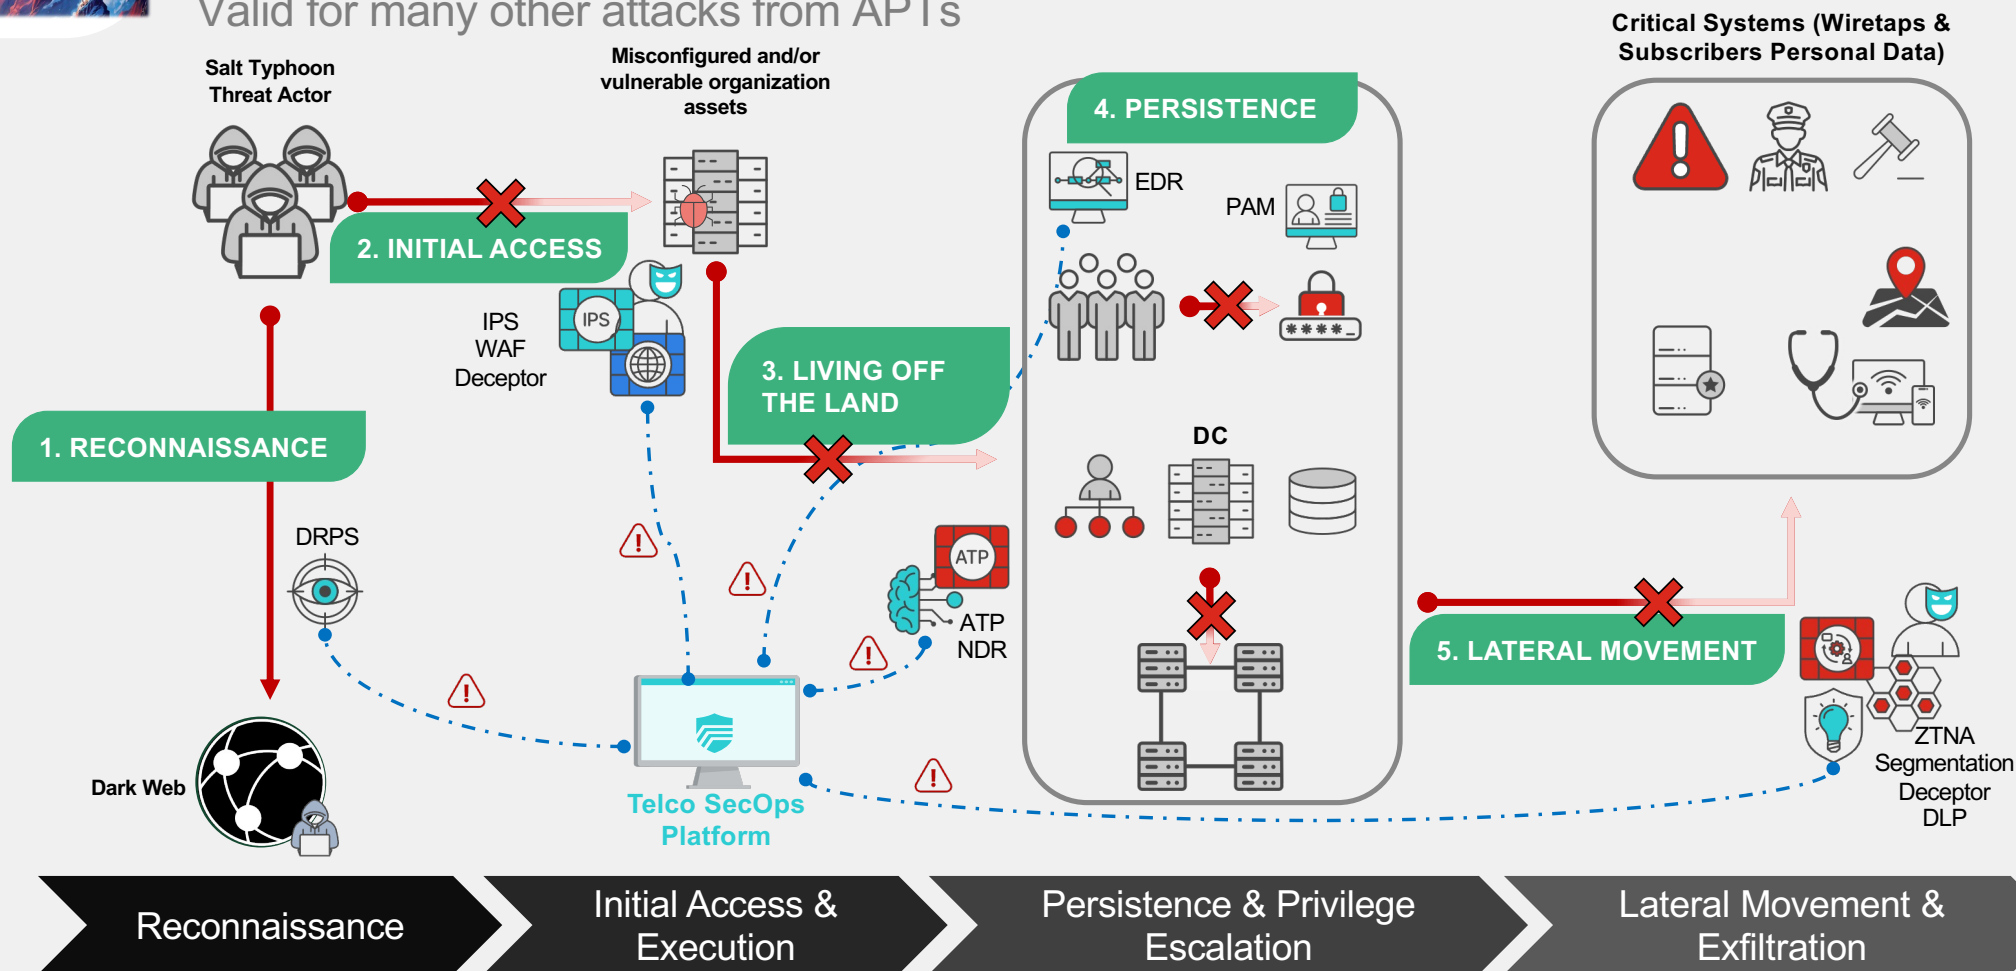 Valid for many other attacks from APTs
Salt Typhoon
Threat Actor
Misconfigured and/or
vulnerable organization
assets
Critical Systems (Wiretaps &
Subscribers Personal Data)
4. PERSISTENCE
EDR
PAM
2. INITIAL ACCESS
IPS
WAF
Deceptor
IPS
****_
3. LIVING OFF
THE LAND
1. RECONNAISSANCE
DC
DRPS
ATP
ATP
NDR
5. LATERAL MOVEMENT
ZTNA
Segmentation
Deceptor
DLP
Dark Web
Telco SecOps
Platform
Reconnaissance
Initial Access &
Execution
Persistence & Privilege
Escalation
Lateral Movement &
Exfiltration